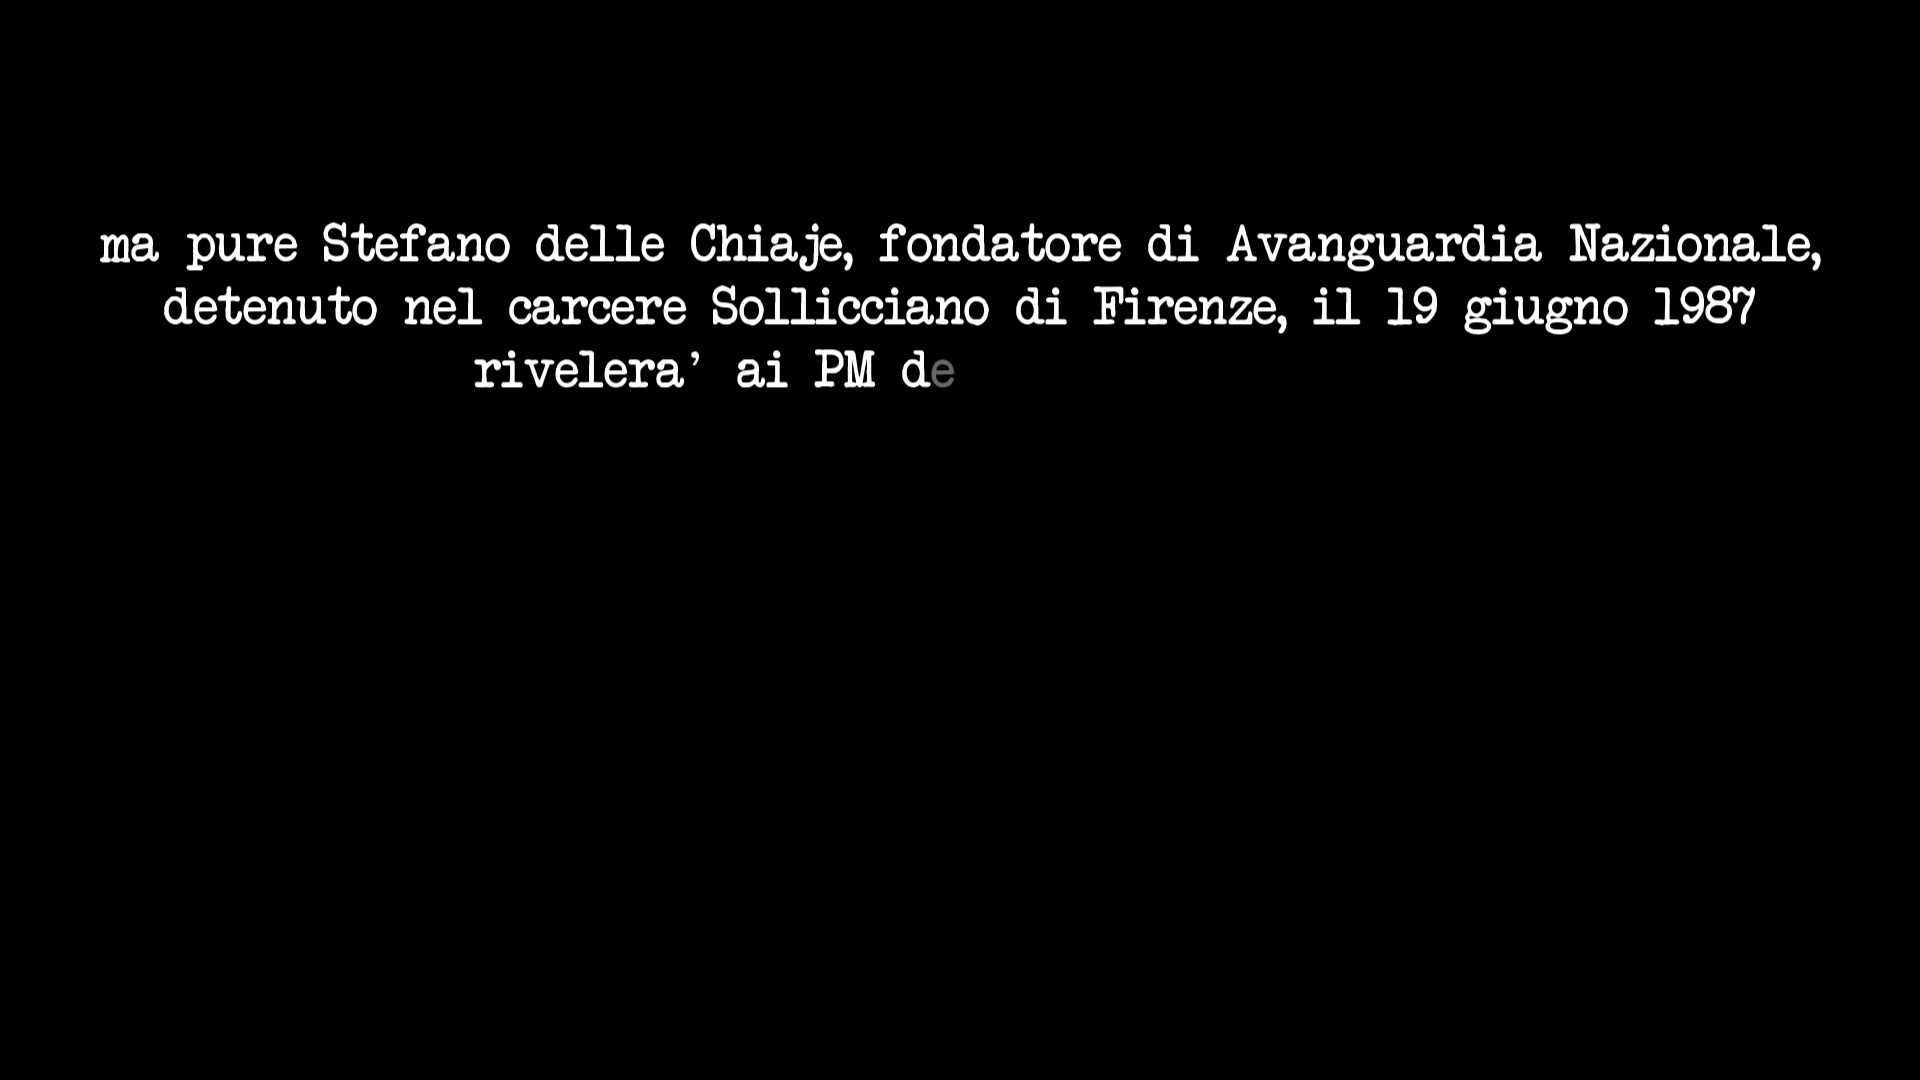 ma pure Stefano delle Chiaje, fondatore di Avanguardia Nazionale,
detenuto nel carcere Sollicciano di Firenze, il 19 giugno 1987
rivelera’ ai PM de